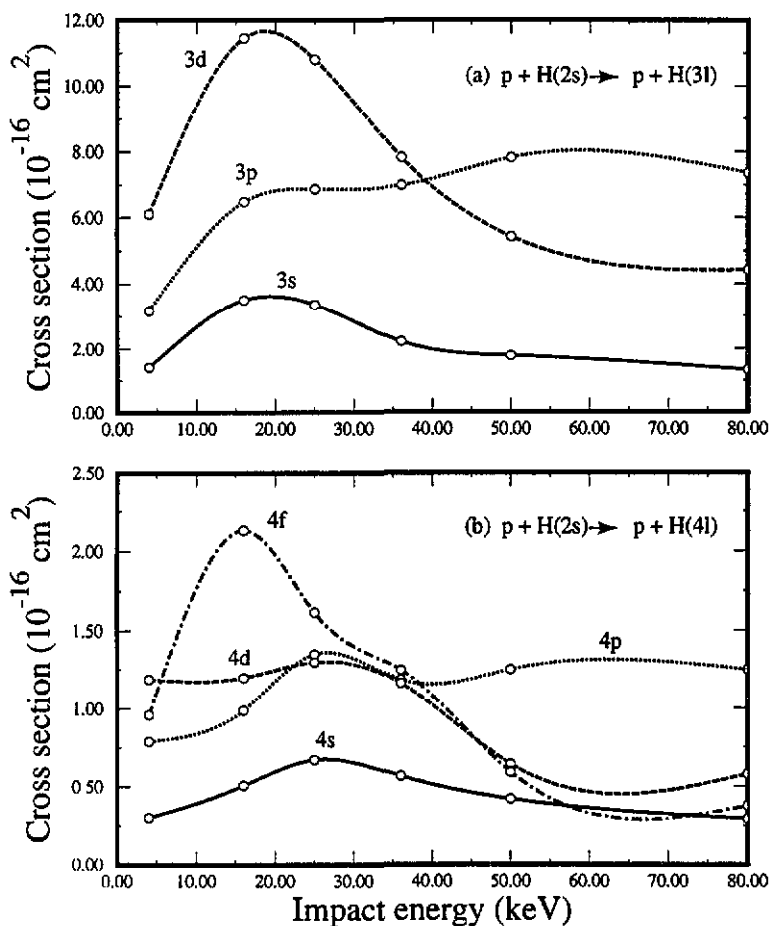 Cross section (10⁻¹⁶ cm²)
12.00
10.00
8.00
6.00
4.00
2.00
0.00
3d
(a) p + H(2s)→ p + H(3l)
3p
3s
0.00 10.00 20.00 30.00 40.00 50.00 60.00 70.00 80.00
Cross section (10⁻¹⁶ cm²)
2.50
2.00
1.50
1.00
0.50
0.00
4f
(b) p + H(2s)→ p + H(4l)
4d
4p
4s
0.00 10.00 20.00 30.00 40.00 50.00 60.00 70.00 80.00
Impact energy (keV)